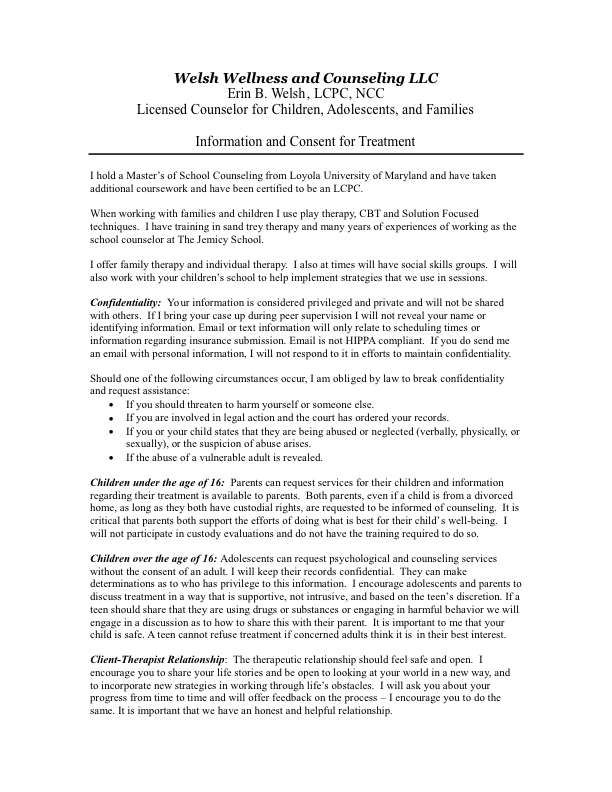 Welsh Wellness and Counseling LLC
Erin B. Welsh, LCPC, NCC
Licensed Counselor for Children, Adolescents, and Families
Information and Consent for Treatment
I hold a Master's of School Counseling from Loyola University of Maryland and have taken
additional coursework and have been certified to be an LCPC.
When working with families and children I use play therapy, CBT and Solution Focused
techniques. I have training in sand trey therapy and many years of experiences of working as the
school counselor at The Jemicy School.
I offer family therapy and individual therapy. I also at times will have social skills groups. I will
also work with your children's school to help implement strategies that we use in sessions.
Confidentiality: Your information is considered privileged and private and will not be shared
with others. If I bring your case up during peer supervision I will not reveal your name or
identifying information. Email or text information will only relate to scheduling times or
information regarding insurance submission. Email is not HIPPA compliant. If you do send me
an email with personal information, I will not respond to it in efforts to maintain confidentiality.
Should one of the following circumstances occur, I am obliged by law to break confidentiality
and request assistance:
• If you should threaten to harm yourself or someone else.
• If you are involved in legal action and the court has ordered your records.
• If you or your child states that they are being abused or neglected (verbally, physically, or
sexually), or the suspicion of abuse arises.
• If the abuse of a vulnerable adult is revealed.
Children under the age of 16: Parents can request services for their children and information
regarding their treatment is available to parents. Both parents, even if a child is from a divorced
home, as long as they both have custodial rights, are requested to be informed of counseling. It is
critical that parents both support the efforts of doing what is best for their child's well-being. I
will not participate in custody evaluations and do not have the training required to do so.
Children over the age of 16: Adolescents can request psychological and counseling services
without the consent of an adult. I will keep their records confidential. They can make
determinations as to who has privilege to this information. I encourage adolescents and parents to
discuss treatment in a way that is supportive, not intrusive, and based on the teen's discretion. If a
teen should share that they are using drugs or substances or engaging in harmful behavior we will
engage in a discussion as to how to share this with their parent. It is important to me that your
child is safe. A teen cannot refuse treatment if concerned adults think it is in their best interest.
Client-Therapist Relationship: The therapeutic relationship should feel safe and open. I
encourage you to share your life stories and be open to looking at your world in a new way, and
to incorporate new strategies in working through life's obstacles. I will ask you about your
progress from time to time and will offer feedback on the process – I encourage you to do the
same. It is important that we have an honest and helpful relationship.